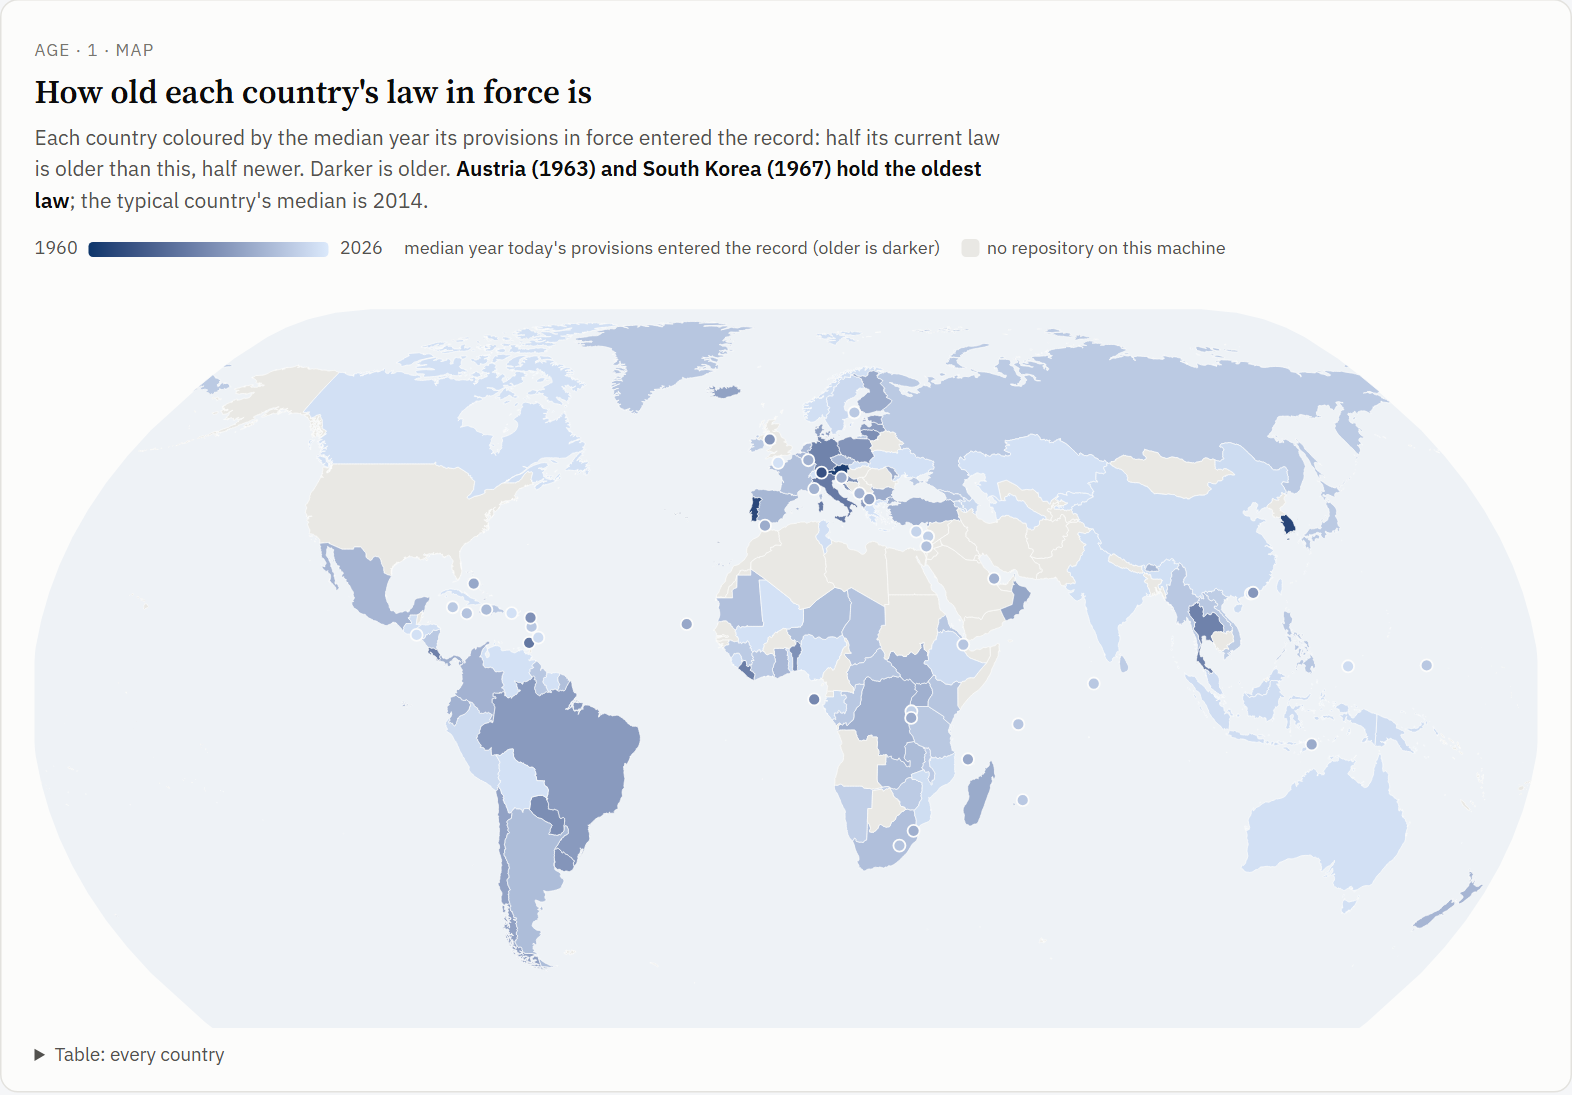 AGE · 1 · MAP
How old each country's law in force is
Each country coloured by the median year its provisions in force entered the record: half its current law
is older than this, half newer. Darker is older. Austria (1963) and South Korea (1967) hold the oldest
law; the typical country's median is 2014.
1960 2026 median year today's provisions entered the record (older is darker) no repository on this machine
Table: every country